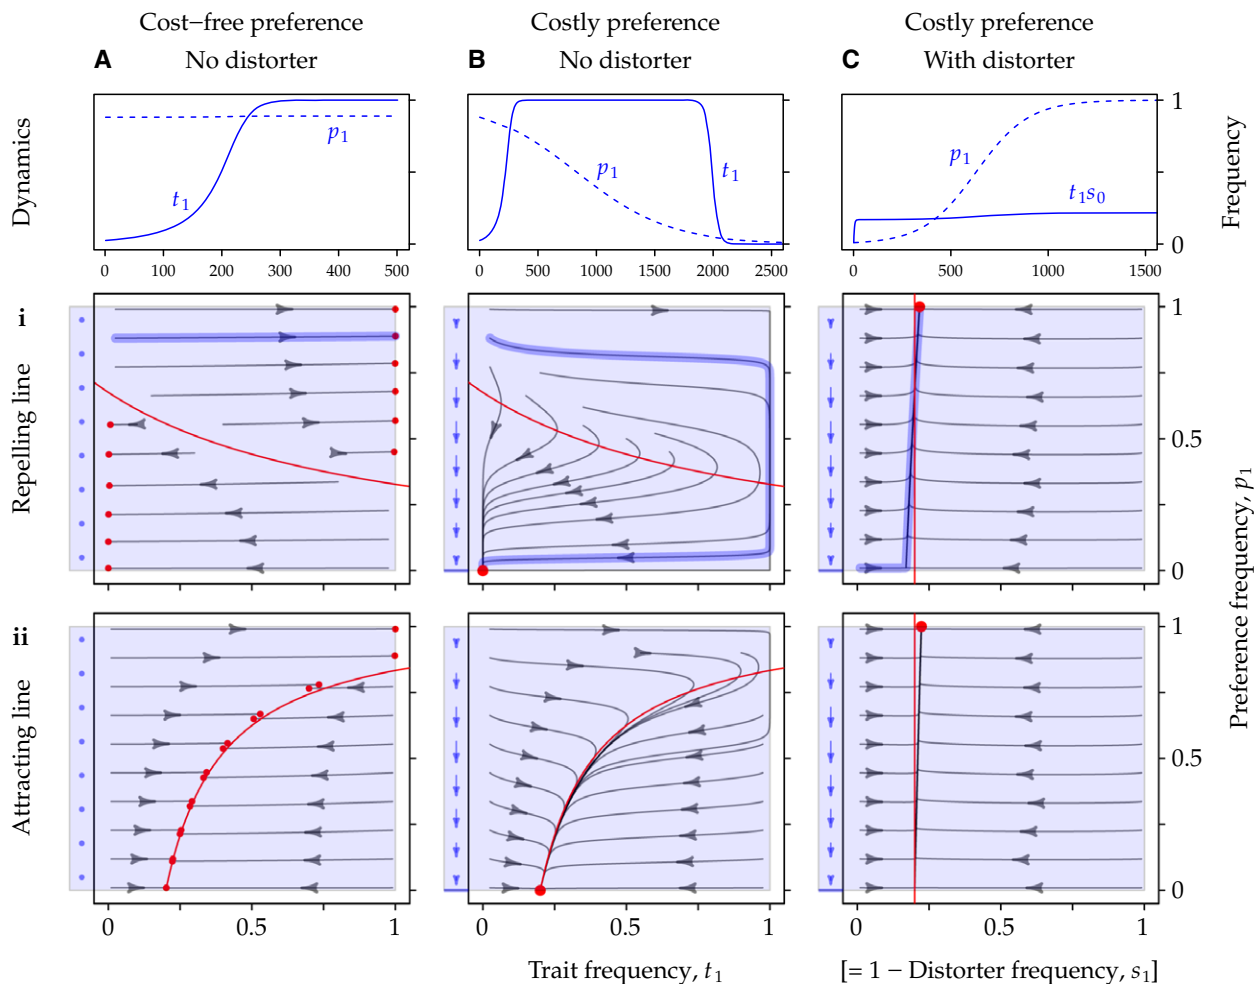 Cost−free preference
Costly preference
Costly preference
A
No distorter
B
No distorter
C
With distorter
Dynamics
p1
t1
0
100
200
300
400
500
p1
t1
0
500
1000
1500
2000
2500
p1
t1s0
0
500
1000
1500
1
0
Frequency
i
Repelling line
1
0.5
0
ii
Attracting line
1
0.5
0
Preference frequency, p1
0
0.5
1
0
0.5
1
0
0.5
1
Trait frequency, t1
[= 1 − Distorter frequency, s1]